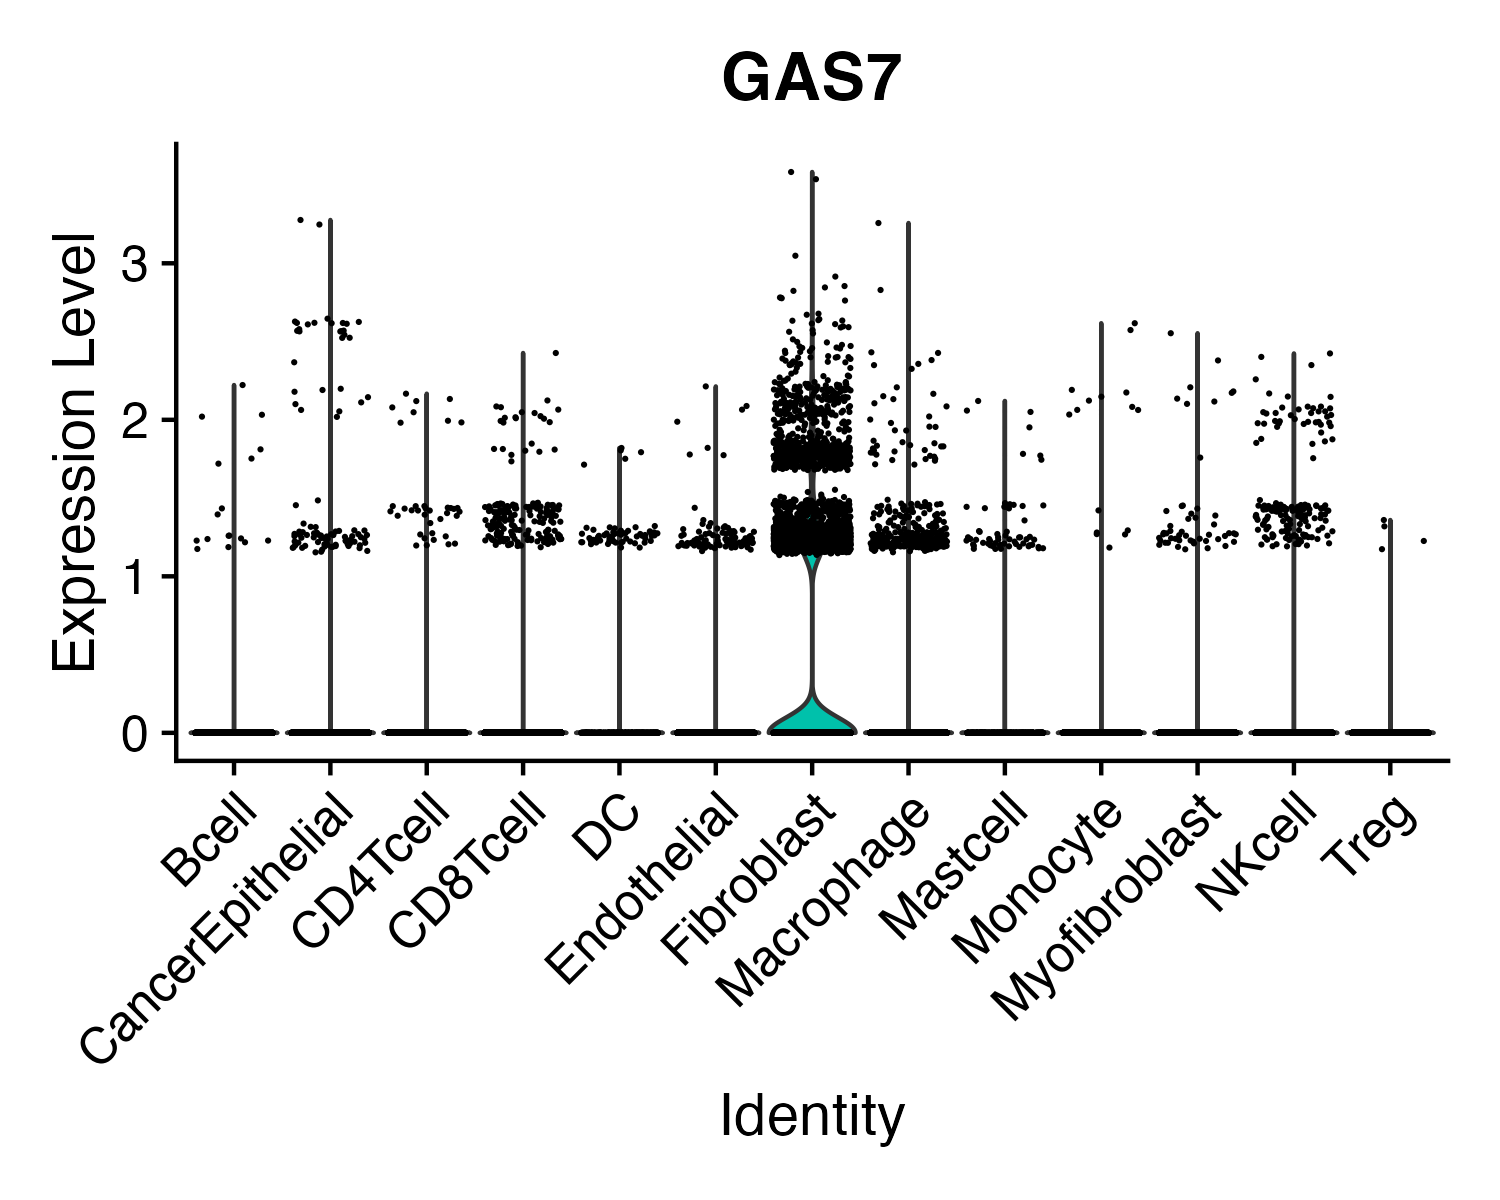 GAS7
Expression Level
3
2
1
0
Bcell
CancerEpithelial
CD4Tcell
CD8Tcell
DC
Endothelial
Fibroblast
Macrophage
Mastcell
Monocyte
Myofibroblast
NKcell
Treg
Identity